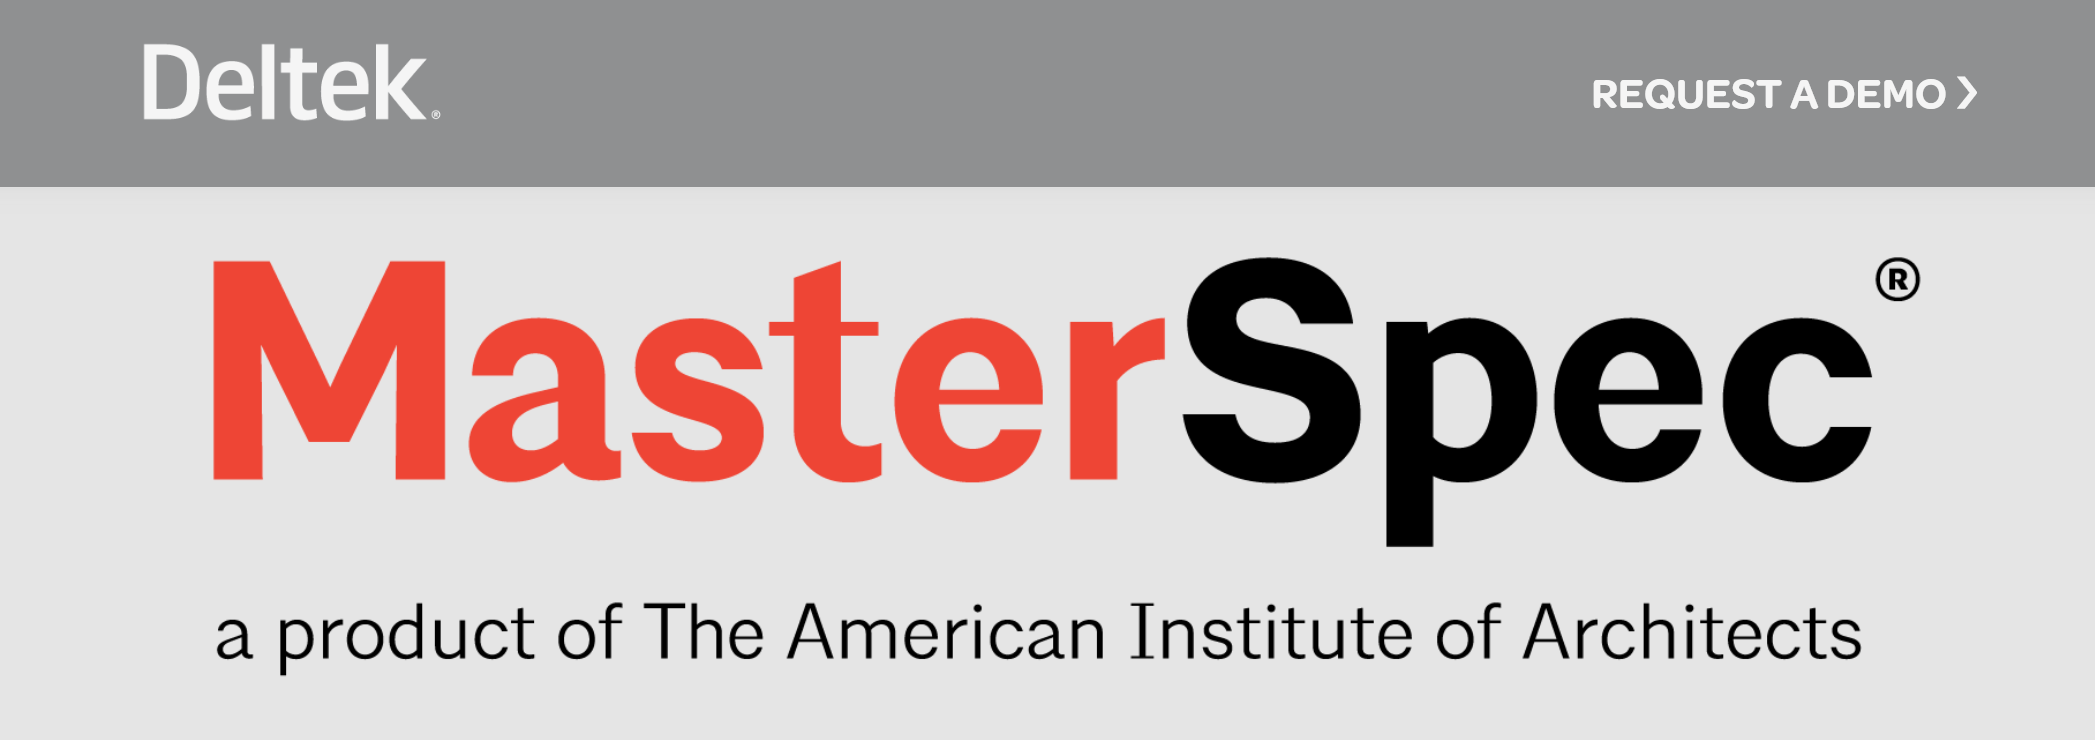 Deltek®
REQUEST A DEMO ❯
MasterSpec®
a product of The American Institute of Architects